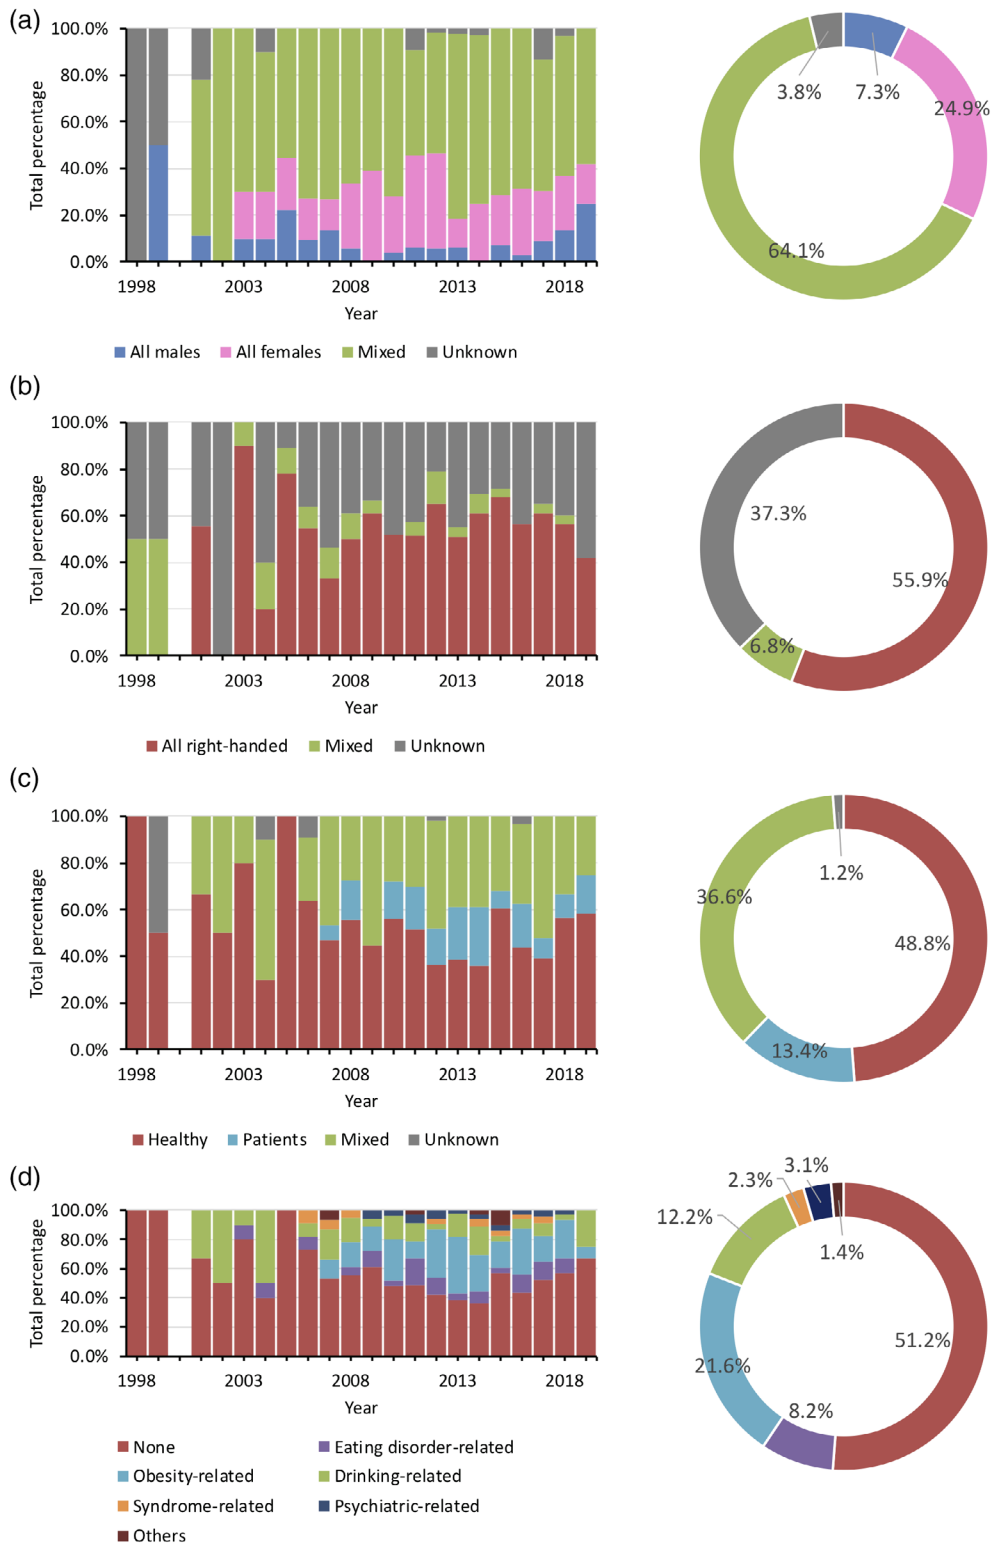 (a)
100.0%
80.0%
60.0%
40.0%
20.0%
0.0%
Total percentage
1998 2003 2008 2013 2018
Year
All males All females Mixed Unknown
3.8% 7.3%
24.9%
64.1%
(b)
100.0%
80.0%
60.0%
40.0%
20.0%
0.0%
Total percentage
1998 2003 2008 2013 2018
Year
All right-handed Mixed Unknown
37.3%
55.9%
6.8%
(c)
100.0%
80.0%
60.0%
40.0%
20.0%
0.0%
Total percentage
1998 2003 2008 2013 2018
Year
Healthy Patients Mixed Unknown
1.2%
36.6%
48.8%
13.4%
(d)
100.0%
80.0%
60.0%
40.0%
20.0%
0.0%
Total percentage
1998 2003 2008 2013 2018
Year
None Eating disorder-related
Obesity-related Drinking-related
Syndrome-related Psychiatric-related
Others
3.1%
2.3%
12.2%
1.4%
51.2%
21.6%
8.2%